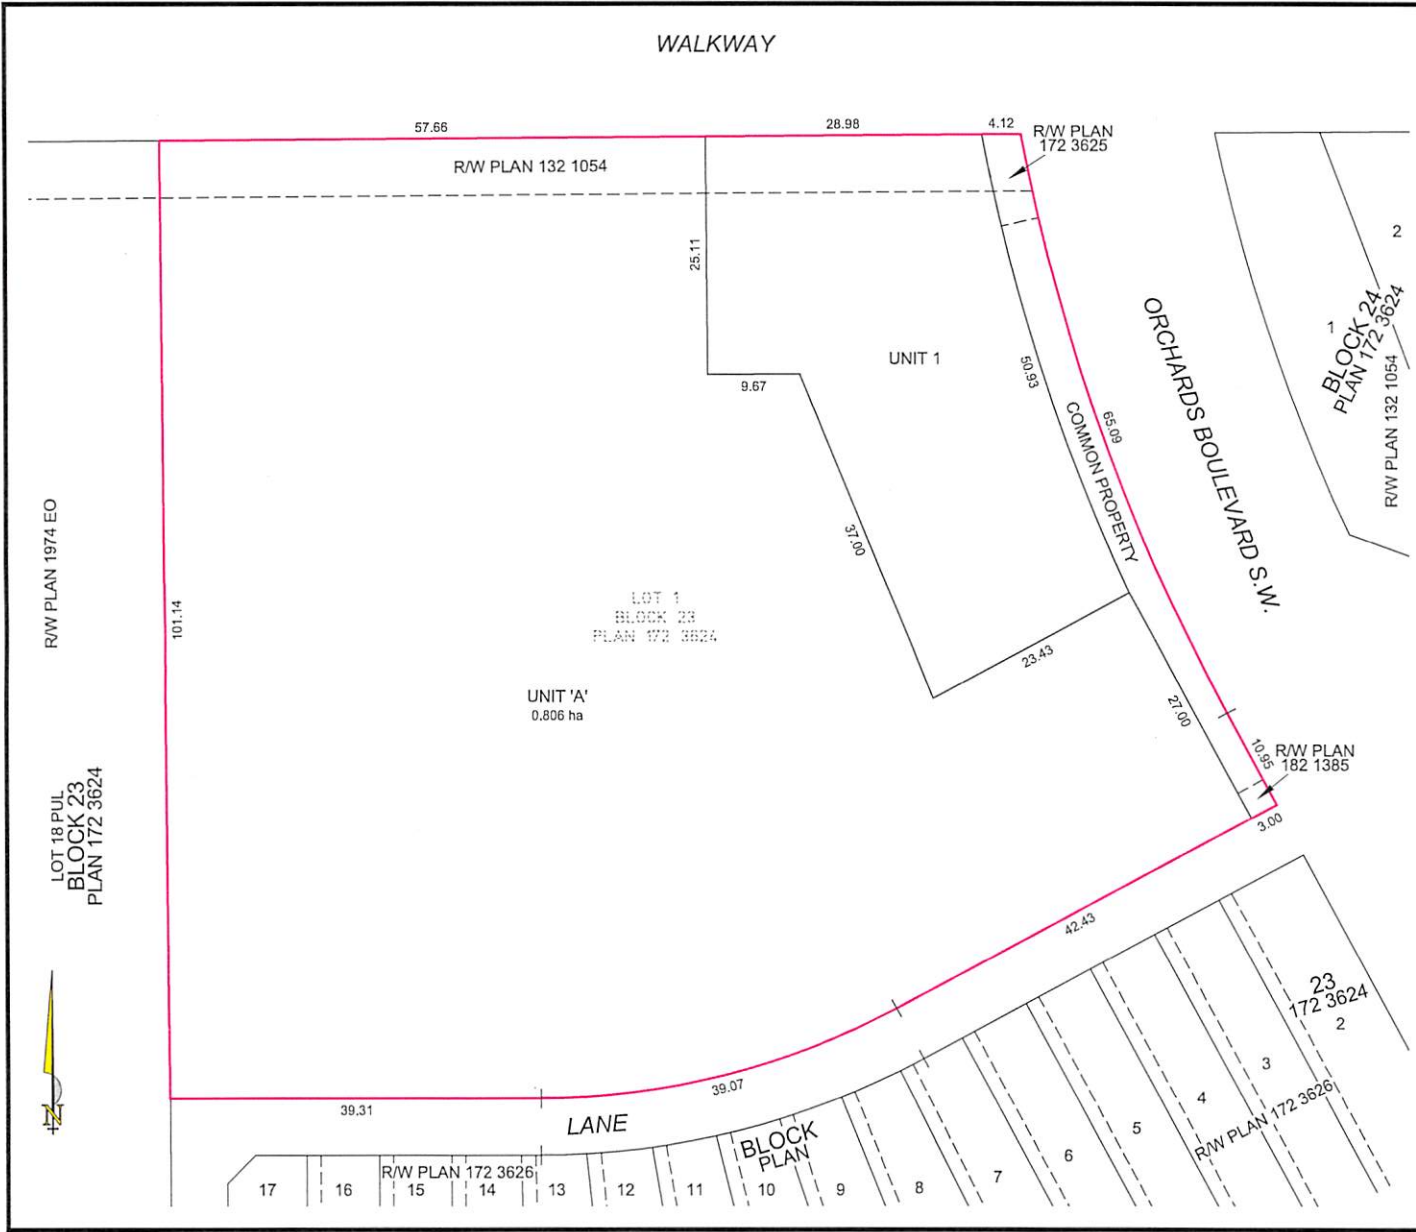 WALKWAY
57.66
28.98
4.12
R/W PLAN
172 3625
R/W PLAN 132 1054
25.11
UNIT 1
9.67
50.93
65.09
COMMON PROPERTY
ORCHARDS BOULEVARD S.W.
2
1
BLOCK 24
PLAN 172 3624
R/W PLAN 132 1054
R/W PLAN 1974 EO
101.14
37.00
LOT 1
BLOCK 23
PLAN 172 3624
23.43
UNIT 'A'
0.806 ha
27.00
10.95
R/W PLAN
182 1385
3.00
LOT 18 PUL
BLOCK 23
PLAN 172 3624
42.43
N
39.31
39.07
LANE
BLOCK
PLAN
23
172 3624
2
3
4
5
6
7
8
9
10
11
12
13
14
15
16
17
R/W PLAN 172 3626
R/W PLAN 172 3626